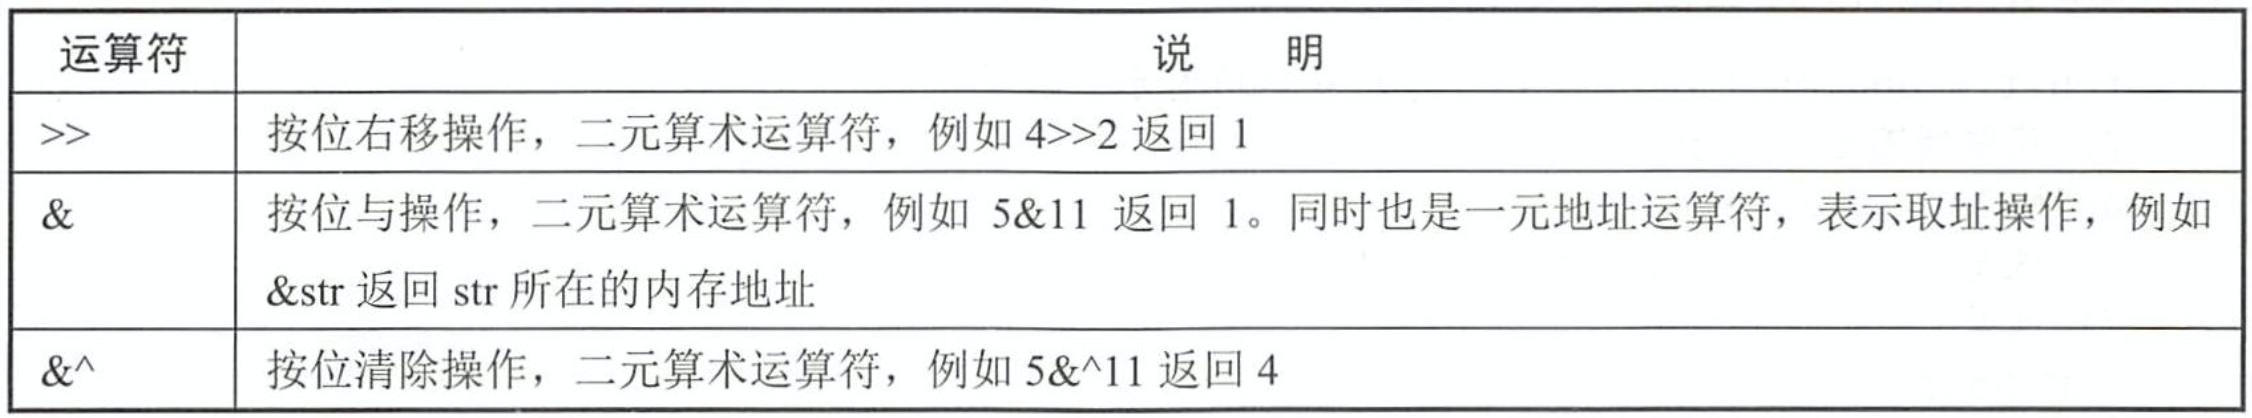 运算符 说 明
>> 按位右移操作，二元算术运算符，例如 4>>2 返回 1
& 按位与操作，二元算术运算符，例如 5&11 返回 1。同时也是一元地址运算符，表示取址操作，例如
&str 返回 str 所在的内存地址
&^ 按位清除操作，二元算术运算符，例如 5&^11 返回 4